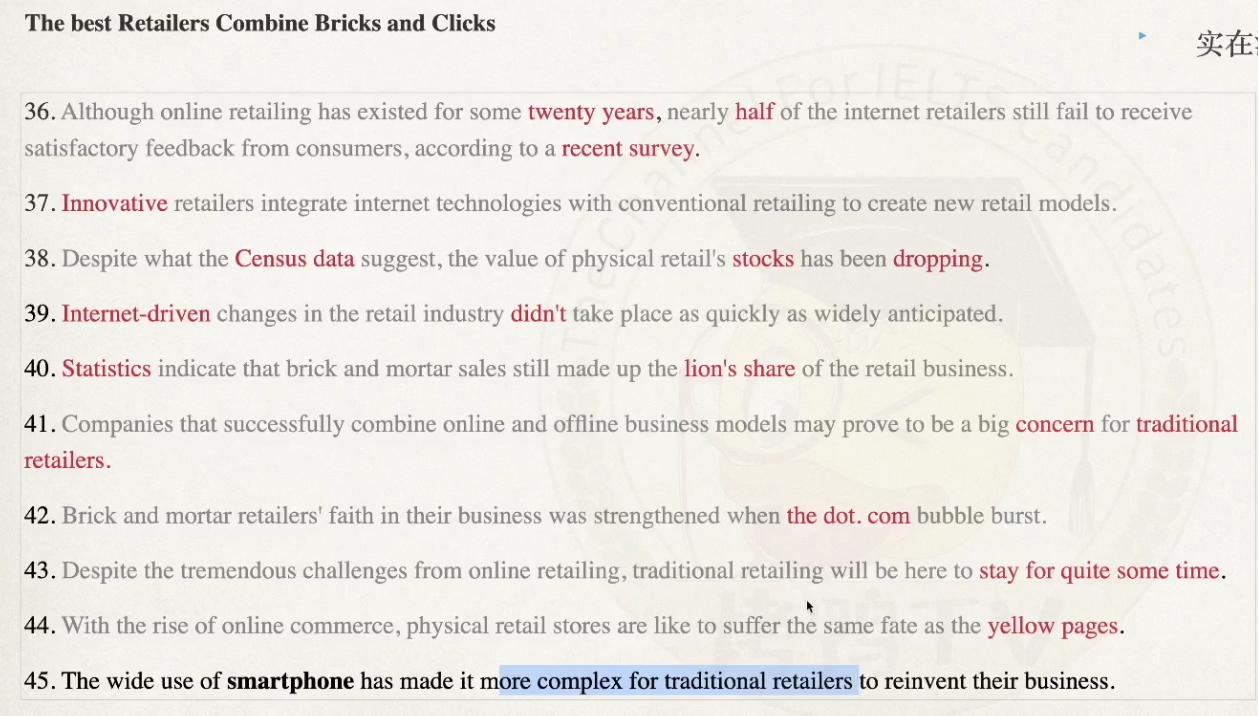 The best Retailers Combine Bricks and Clicks
实在
36. Although online retailing has existed for some twenty years, nearly half of the internet retailers still fail to receive
satisfactory feedback from consumers, according to a recent survey.
37. Innovative retailers integrate internet technologies with conventional retailing to create new retail models.
38. Despite what the Census data suggest, the value of physical retail's stocks has been dropping.
39. Internet-driven changes in the retail industry didn't take place as quickly as widely anticipated.
40. Statistics indicate that brick and mortar sales still made up the lion's share of the retail business.
41. Companies that successfully combine online and offline business models may prove to be a big concern for traditional
retailers.
42. Brick and mortar retailers' faith in their business was strengthened when the dot. com bubble burst.
43. Despite the tremendous challenges from online retailing, traditional retailing will be here to stay for quite some time.
44. With the rise of online commerce, physical retail stores are like to suffer the same fate as the yellow pages.
45. The wide use of smartphone has made it more complex for traditional retailers to reinvent their business.
The Channel For IELTS Candidates